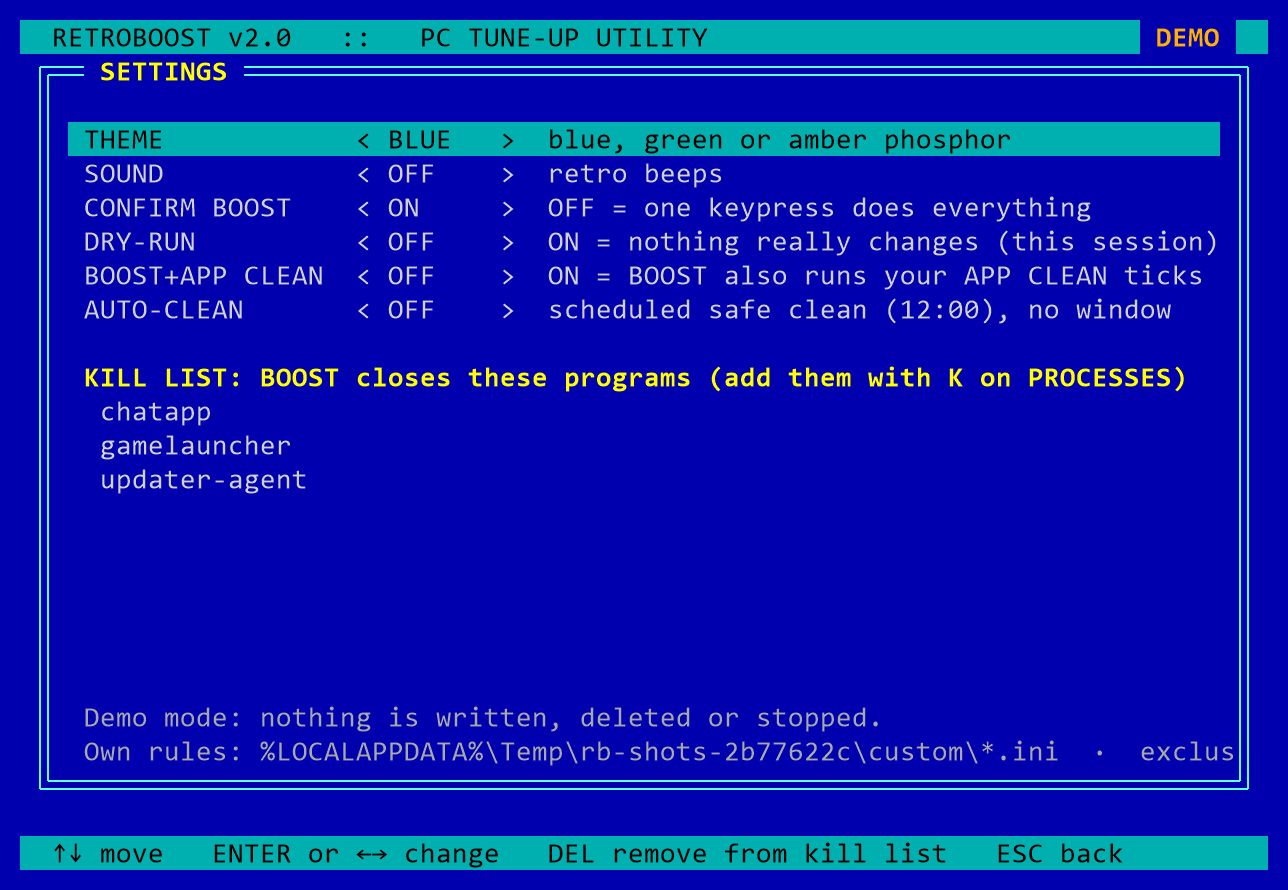 RETROBOOST v2.0 :: PC TUNE-UP UTILITY DEMO
SETTINGS
THEME < BLUE > blue, green or amber phosphor
SOUND < OFF > retro beeps
CONFIRM BOOST < ON > OFF = one keypress does everything
DRY-RUN < OFF > ON = nothing really changes (this session)
BOOST+APP CLEAN < OFF > ON = BOOST also runs your APP CLEAN ticks
AUTO-CLEAN < OFF > scheduled safe clean (12:00), no window
KILL LIST: BOOST closes these programs (add them with K on PROCESSES)
chatapp
gamelauncher
updater-agent
Demo mode: nothing is written, deleted or stopped.
Own rules: %LOCALAPPDATA%\Temp\rb-shots-2b77622c\custom\*.ini · exclus
↑↓ move ENTER or ←→ change DEL remove from kill list ESC back